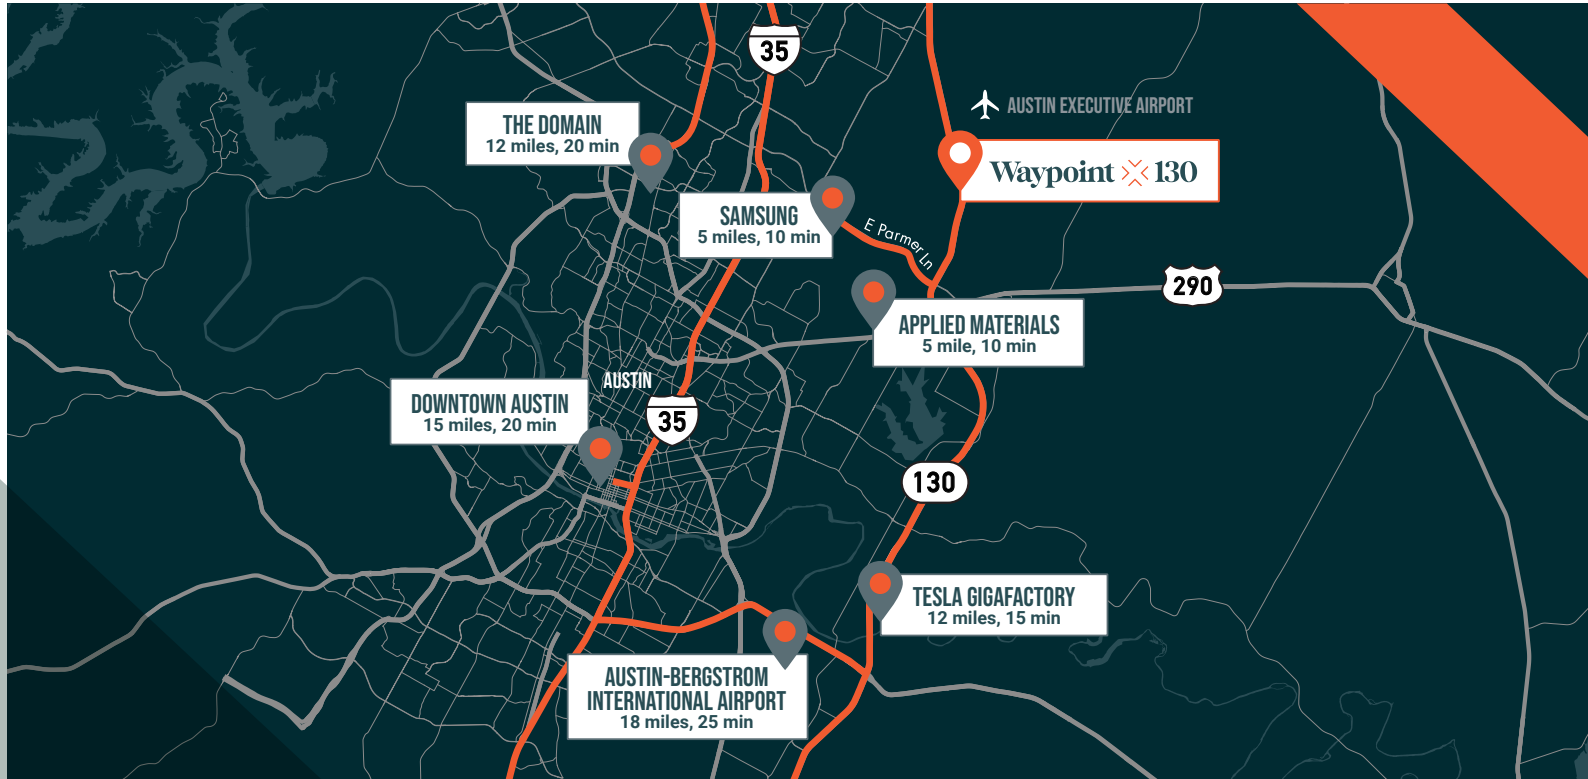 35
AUSTIN EXECUTIVE AIRPORT
THE DOMAIN
12 miles, 20 min
Waypoint 130
SAMSUNG
5 miles, 10 min
E Parmer Ln
290
APPLIED MATERIALS
5 mile, 10 min
AUSTIN
DOWNTOWN AUSTIN
15 miles, 20 min
35
130
TESLA GIGAFACTORY
12 miles, 15 min
AUSTIN-BERGSTROM
INTERNATIONAL AIRPORT
18 miles, 25 min